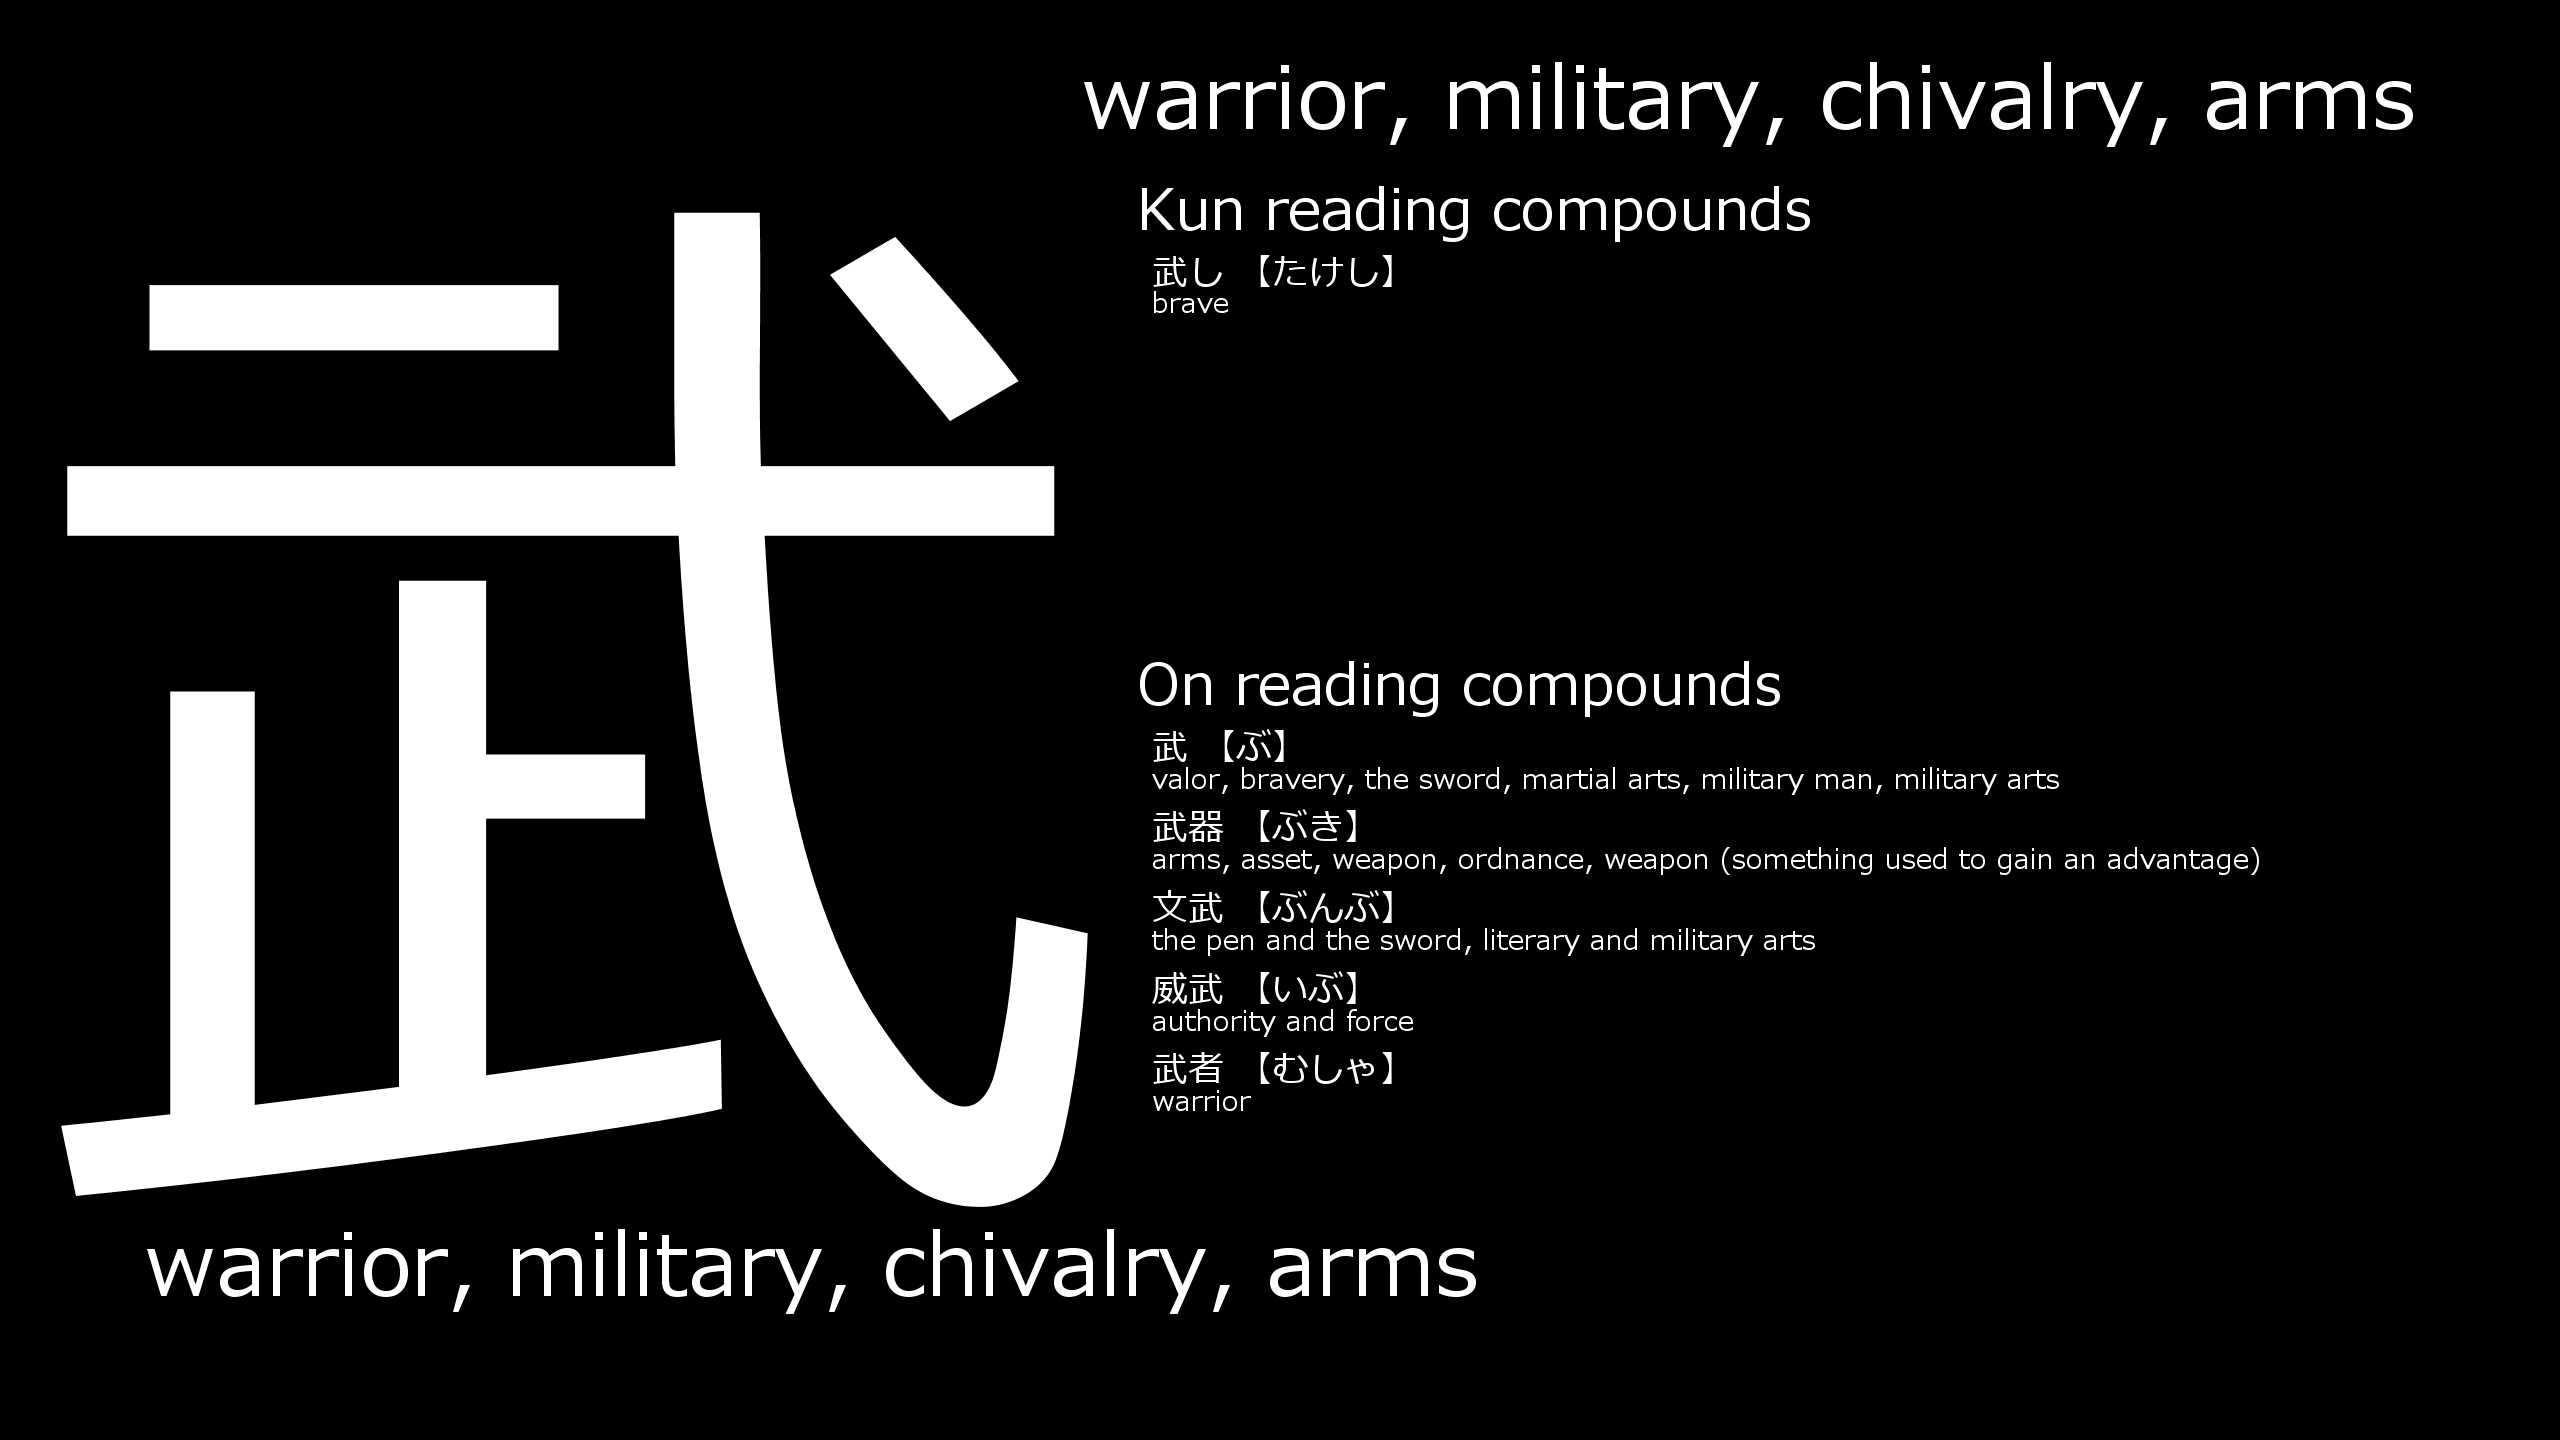 武
warrior, military, chivalry, arms
Kun reading compounds
武し 【たけし】
brave
On reading compounds
武 【ぶ】
valor, bravery, the sword, martial arts, military man, military arts
武器 【ぶき】
arms, asset, weapon, ordnance, weapon (something used to gain an advantage)
文武 【ぶんぶ】
the pen and the sword, literary and military arts
威武 【いぶ】
authority and force
武者 【むしゃ】
warrior
warrior, military, chivalry, arms